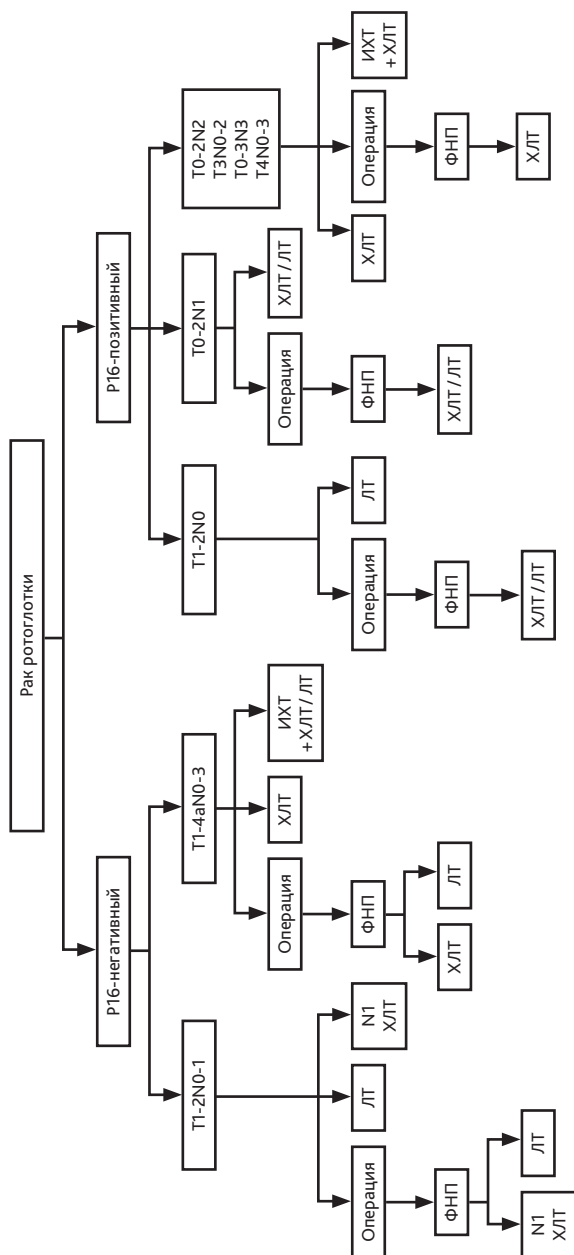 Рак ротоглотки
Р16-негативный
Р16-позитивный
T1-2N0-1
T1-4aN0-3
T1-2N0
T0-2N1
T0-2N2
T3N0-2
T0-3N3
T4N0-3
Операция
ЛТ
N1
ХЛТ
Операция
ХЛТ
ИХТ
+ ХЛТ / ЛТ
Операция
ЛТ
Операция
ХЛТ / ЛТ
ХЛТ
Операция
ИХТ
+ ХЛТ
ФНП
ФНП
ФНП
ФНП
ФНП
N1
ХЛТ
ЛТ
ХЛТ
ЛТ
ХЛТ / ЛТ
ХЛТ / ЛТ
ХЛТ